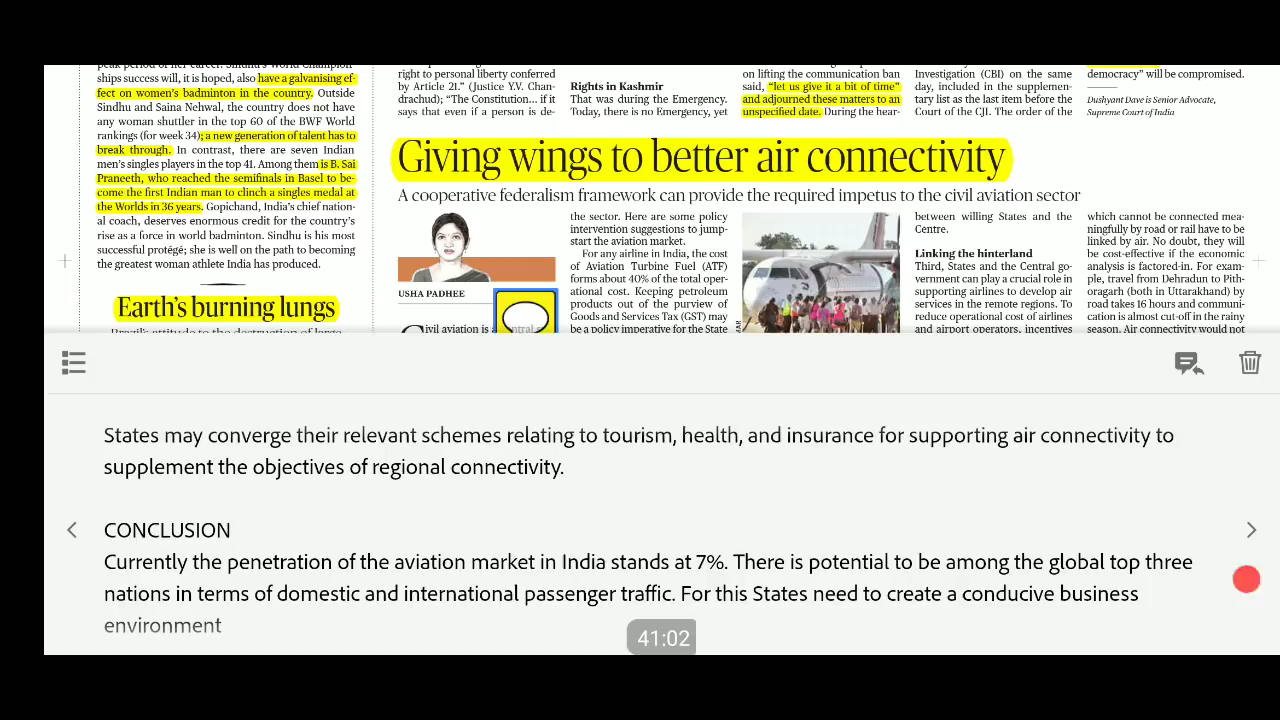 ships success will, it is hoped, also have a galvanising ef-
fect on women's badminton in the country. Outside
Sindhu and Saina Nehwal, the country does not have
any woman shuttler in the top 60 of the BWF World
rankings (for week 34); a new generation of talent has to
break through. In contrast, there are seven Indian
men's singles players in the top 41. Among them is B. Sai
Praneeth, who reached the semifinals in Basel to be-
come the first Indian man to clinch a singles medal at
the Worlds in 36 years. Gopichand, India's chief nation-
al coach, deserves enormous credit for the country's
rise as a force in world badminton. Sindhu is his most
successful protégé; she is well on the path to becoming
the greatest woman athlete India has produced.
Earth's burning lungs
right to personal liberty conferred
by Article 21." (Justice Y.V. Chan-
drachud); "The Constitution... if it
says that even if a person is de-
Rights in Kashmir
That was during the Emergency.
Today, there is no Emergency, yet
on lifting the communication ban
said, "let us give it a bit of time"
and adjourned these matters to an
unspecified date. During the hear-
Investigation (CBI) on the same
day, included in the supplemen-
tary list as the last item before the
Court of the CJI. The order of the
democracy" will be compromised.
Dushyant Dave is Senior Advocate,
Supreme Court of India
Giving wings to better air connectivity
A cooperative federalism framework can provide the required impetus to the civil aviation sector
USHA PADHEE
Civil aviation is a central
the sector. Here are some policy
intervention suggestions to jump-
start the aviation market.
For any airline in India, the cost
of Aviation Turbine Fuel (ATF)
forms about 40% of the total oper-
ational cost. Keeping petroleum
products out of the purview of
Goods and Services Tax (GST) may
be a policy imperative for the State
between willing States and the
Centre.
Linking the hinterland
Third, States and the Central go-
vernment can play a crucial role in
supporting airlines to develop air
services in the remote regions. To
reduce operational cost of airlines
and airport operators, incentives
which cannot be connected mea-
ningfully by road or rail have to be
linked by air. No doubt, they will
be cost-effective if the economic
analysis is factored-in. For exam-
ple, travel from Dehradun to Pith-
oragarh (both in Uttarakhand) by
road takes 16 hours and communi-
cation is almost cut-off in the rainy
season. Air connectivity would not
States may converge their relevant schemes relating to tourism, health, and insurance for supporting air connectivity to
supplement the objectives of regional connectivity.
CONCLUSION
Currently the penetration of the aviation market in India stands at 7%. There is potential to be among the global top three
nations in terms of domestic and international passenger traffic. For this States need to create a conducive business
environment
41:02